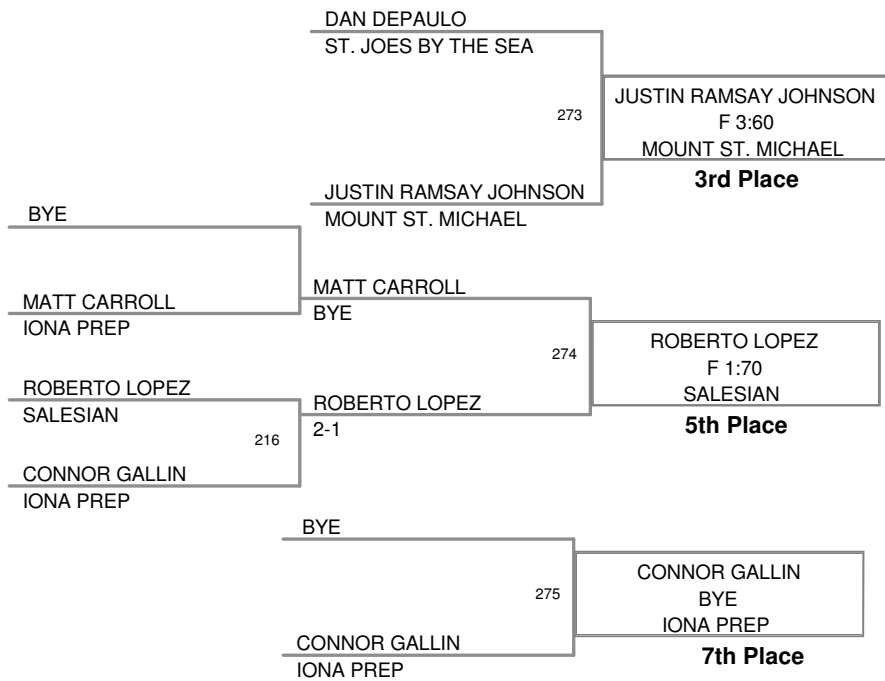 DAN DEPAULO
ST. JOES BY THE SEA
273
JUSTIN RAMSAY JOHNSON
F 3:60
MOUNT ST. MICHAEL
3rd Place
JUSTIN RAMSAY JOHNSON
MOUNT ST. MICHAEL
BYE
MATT CARROLL
IONA PREP
MATT CARROLL
BYE
274
ROBERTO LOPEZ
F 1:70
SALESIAN
5th Place
ROBERTO LOPEZ
SALESIAN
216
ROBERTO LOPEZ
2-1
CONNOR GALLIN
IONA PREP
BYE
275
CONNOR GALLIN
BYE
IONA PREP
7th Place
CONNOR GALLIN
IONA PREP